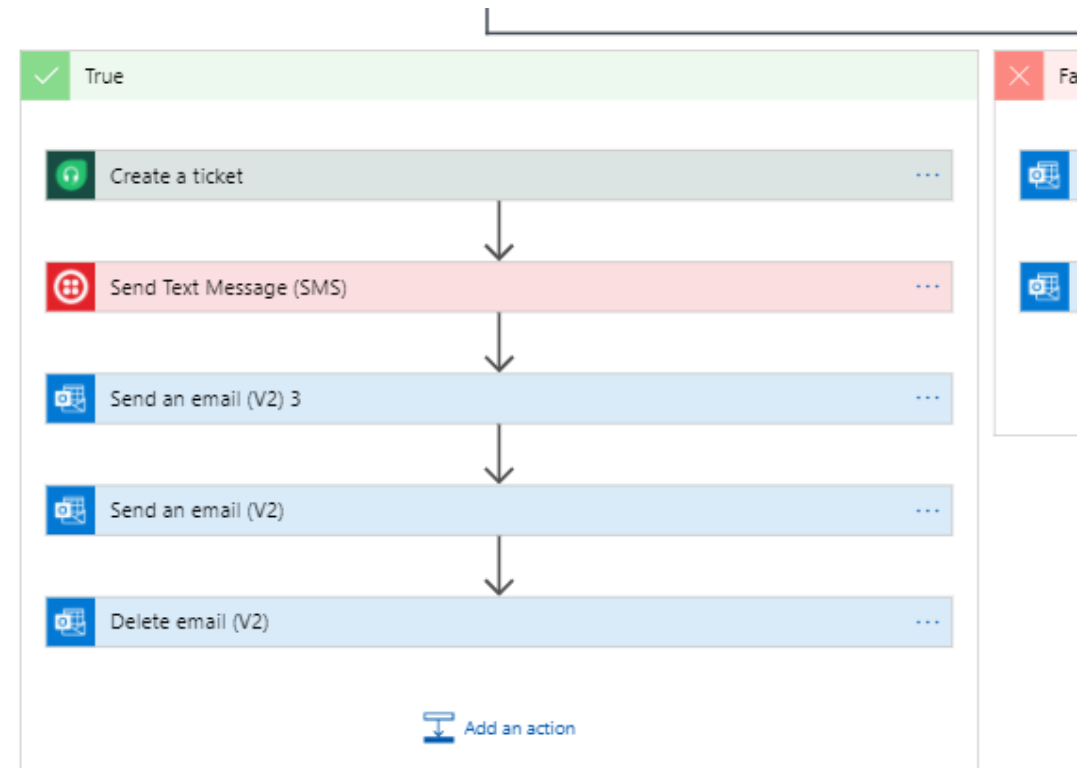 True
Fa
Create a ticket
Send Text Message (SMS)
Send an email (V2) 3
Send an email (V2)
Delete email (V2)
Add an action